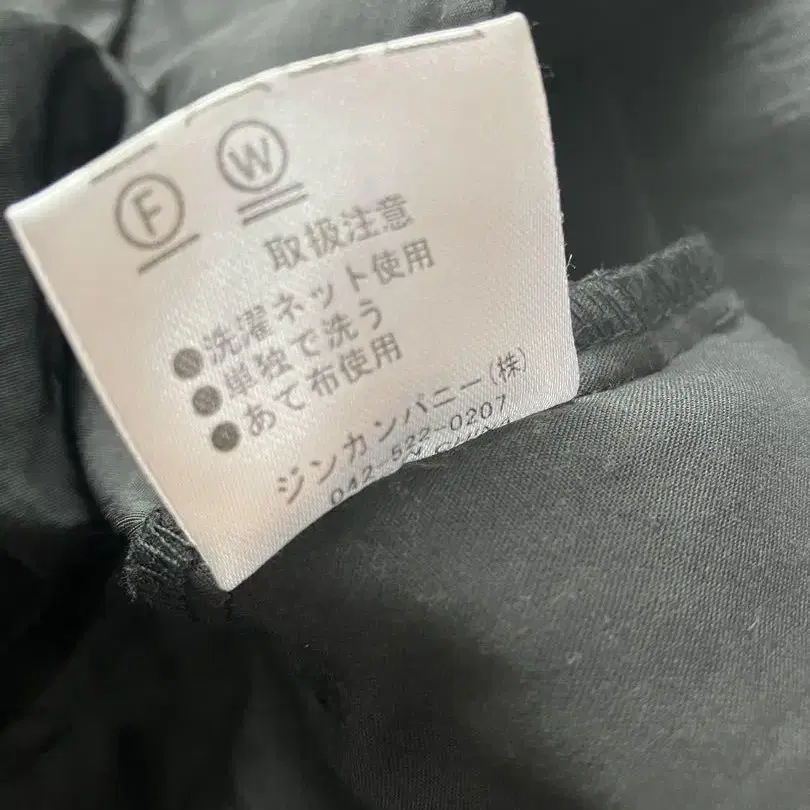 F W
取扱注意
●洗濯ネット使用
●単独で洗う
●あて布使用
ジンカンパニー(株)
042-522-0207